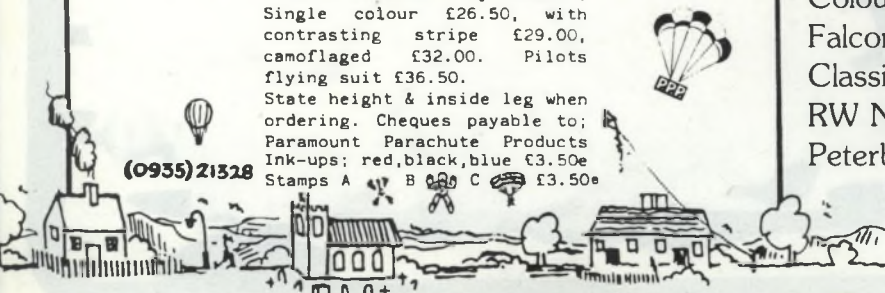 Single colour £26.50, with
contrasting stripe £29.00,
camoflaged £32.00. Pilots
flying suit £36.50.
State height & inside leg when
ordering. Cheques payable to;
Paramount Parachute Products
Ink-ups; red,black,blue £3.50e
Stamps A B C £3.50e
(0935)21328
PPP
Falcon
Classi
RW N
Peterb